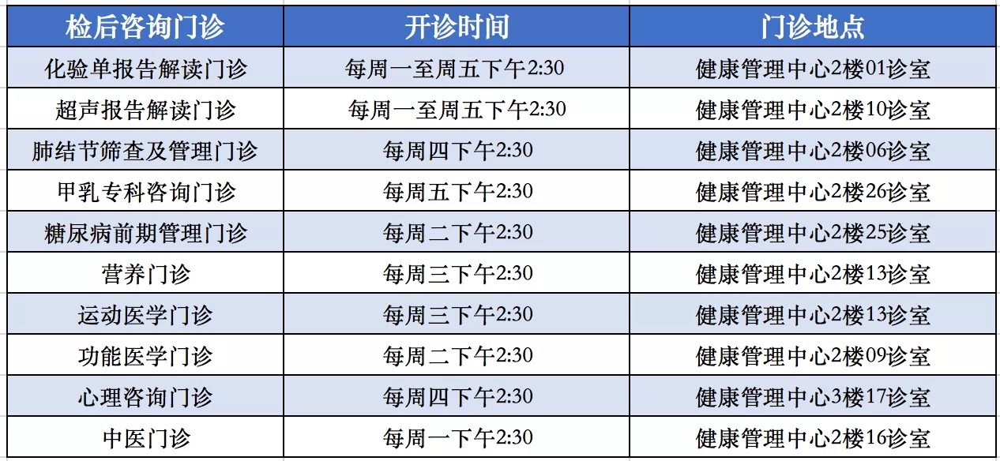 检后咨询门诊 开诊时间 门诊地点
化验单报告解读门诊 每周一至周五下午2:30 健康管理中心2楼01诊室
超声报告解读门诊 每周一至周五下午2:30 健康管理中心2楼10诊室
肺结节筛查及管理门诊 每周四下午2:30 健康管理中心2楼06诊室
甲乳专科咨询门诊 每周五下午2:30 健康管理中心2楼26诊室
糖尿病前期管理门诊 每周二下午2:30 健康管理中心2楼25诊室
营养门诊 每周三下午2:30 健康管理中心2楼13诊室
运动医学门诊 每周三下午2:30 健康管理中心2楼13诊室
功能医学门诊 每周二下午2:30 健康管理中心2楼09诊室
心理咨询门诊 每周四下午2:30 健康管理中心3楼17诊室
中医门诊 每周一下午2:30 健康管理中心2楼16诊室